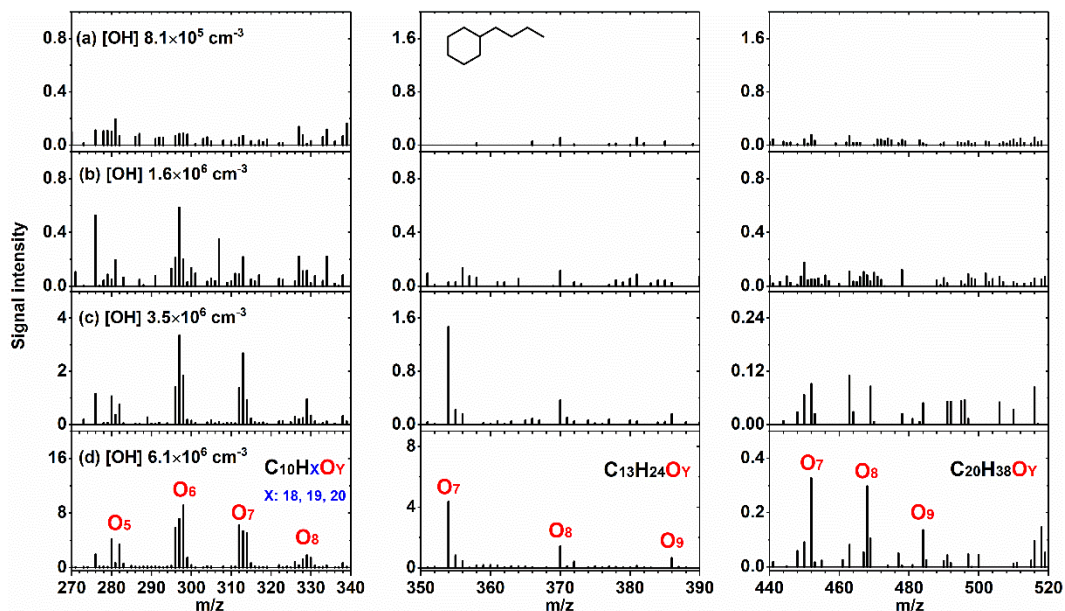 (a) [OH] 8.1×10⁵ cm⁻³
0.8
0.4
0.0
1.6
0.8
0.0
0.8
0.4
0.0
(b) [OH] 1.6×10⁶ cm⁻³
0.8
0.4
0.0
1.6
0.8
0.0
0.8
0.4
0.0
Signal intensity
(c) [OH] 3.5×10⁶ cm⁻³
4
2
0
1.6
0.8
0.0
0.24
0.12
0.00
(d) [OH] 6.1×10⁶ cm⁻³
16
8
0
C₁₀HₓOᵧ
X: 18, 19, 20
O₅
O₆
O₇
O₈
8
4
0
C₁₃H₂₄Oᵧ
O₇
O₈
O₉
0.4
0.2
0.0
C₂₀H₃₈Oᵧ
O₇
O₈
O₉
270 280 290 300 310 320 330 340
350 360 370 380 390
440 460 480 500 520
m/z
m/z
m/z